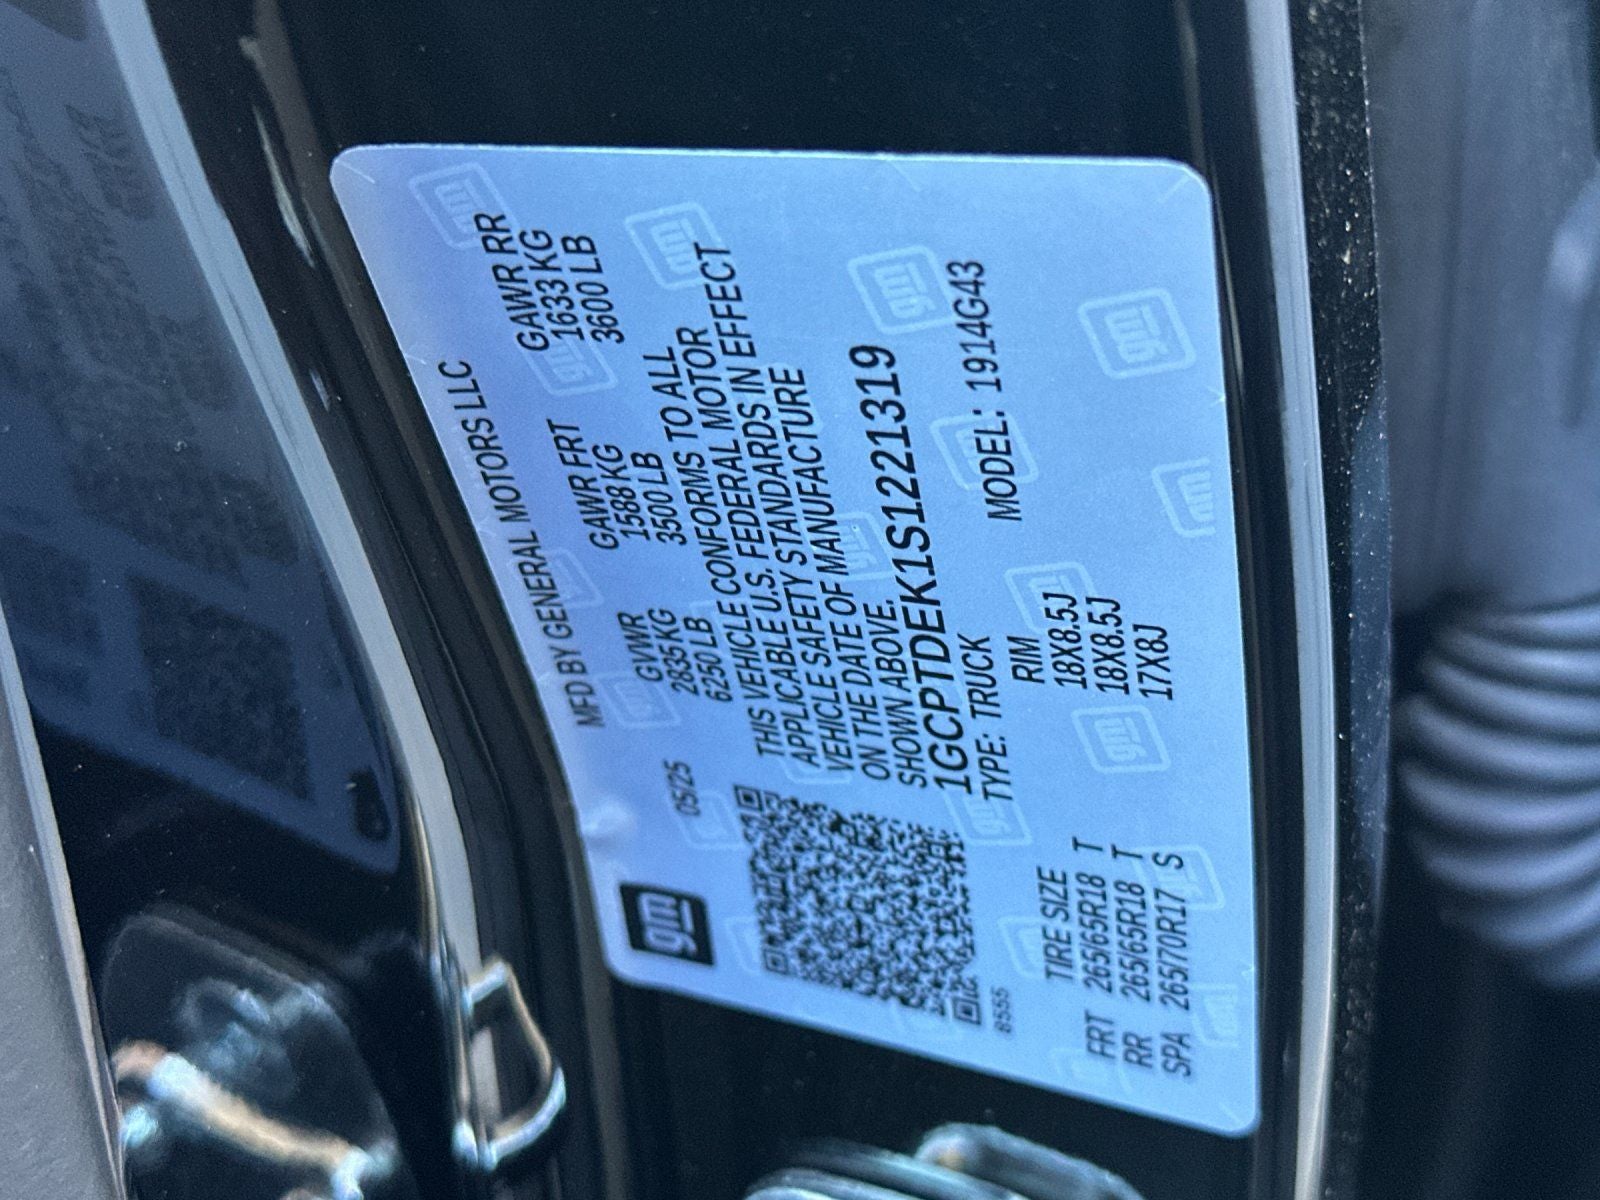 gm
MFD BY GENERAL MOTORS LLC
05/25 GVWR GAWR FRT GAWR RR
2835 KG 1588 KG 1633 KG
6250 LB 3500 LB 3600 LB
THIS VEHICLE CONFORMS TO ALL
APPLICABLE U.S. FEDERAL MOTOR
VEHICLE SAFETY STANDARDS IN EFFECT
ON THE DATE OF MANUFACTURE
SHOWN ABOVE.
1GCPTDEK1S1221319
TYPE: TRUCK MODEL: 1914G43
8555
TIRE SIZE RIM
FRT 265/65R18 T 18X8.5J
RR 265/65R18 T 18X8.5J
SPA 265/70R17 S 17X8J